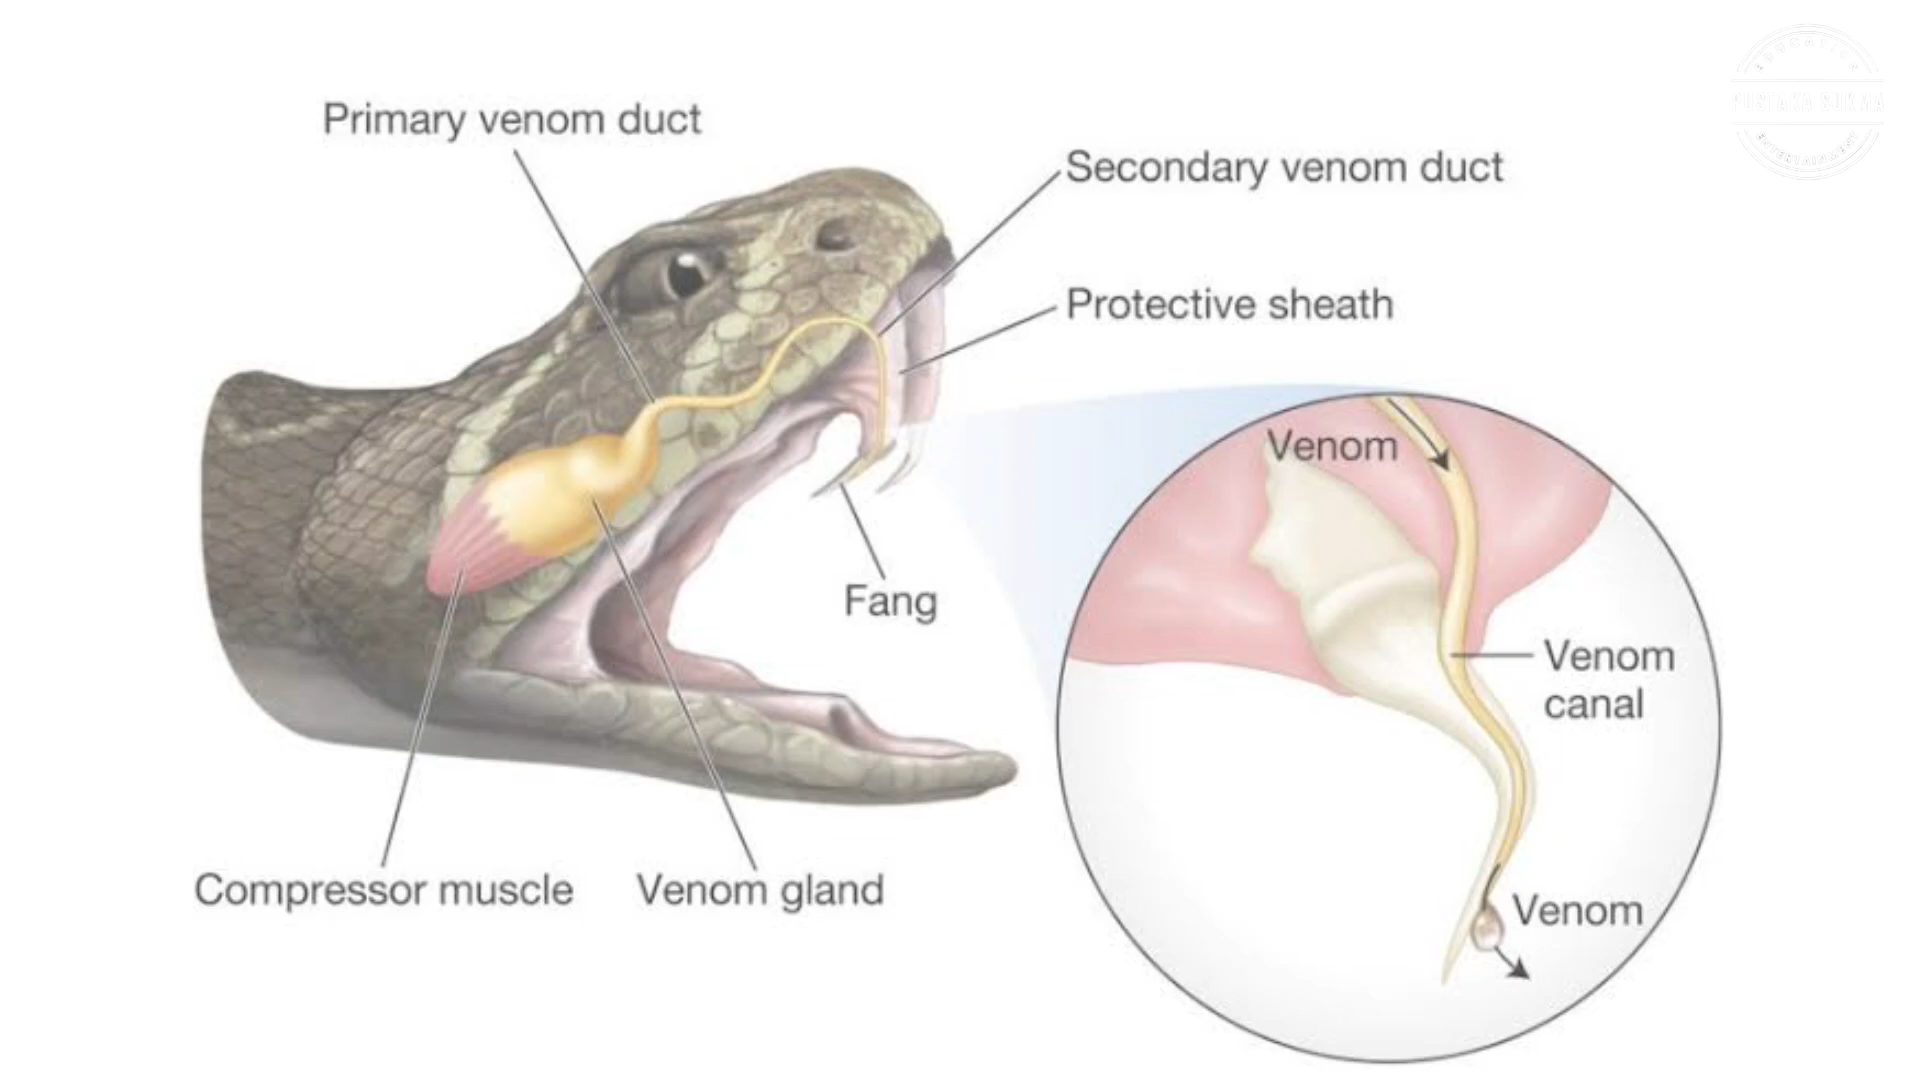 Primary venom duct
Secondary venom duct
Protective sheath
Venom
Fang
Venom
canal
Compressor muscle
Venom gland
Venom